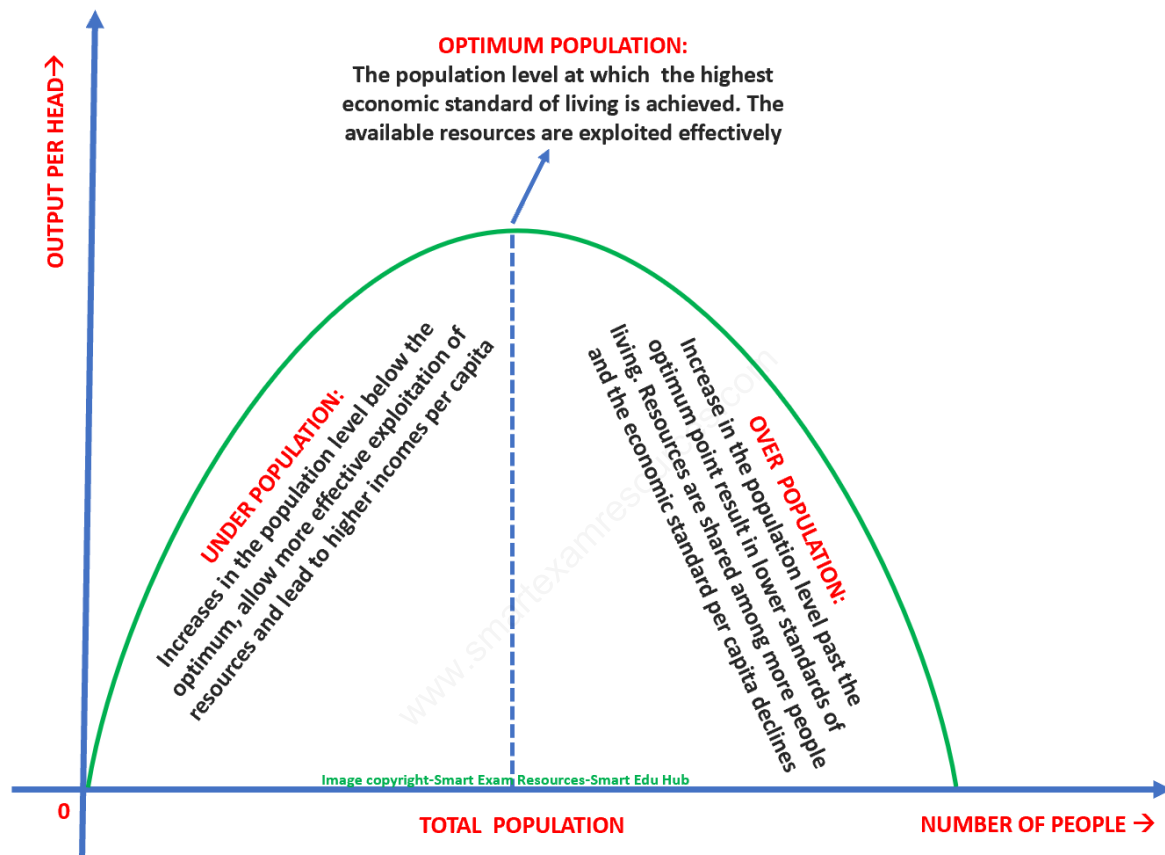 OPTIMUM POPULATION:
The population level at which the highest
economic standard of living is achieved. The
available resources are exploited effectively
OUTPUT PER HEAD→
UNDER POPULATION:
Increases in the population level below the
optimum, allow more effective exploitation of
resources and lead to higher incomes per capita
OVER POPULATION:
Increase in the population level past the
optimum point result in lower standards of
living. Resources are shared among more people
and the economic standard per capita declines
www.smartexamresources.com
Image copyright-Smart Exam Resources-Smart Edu Hub
0
TOTAL POPULATION
NUMBER OF PEOPLE →